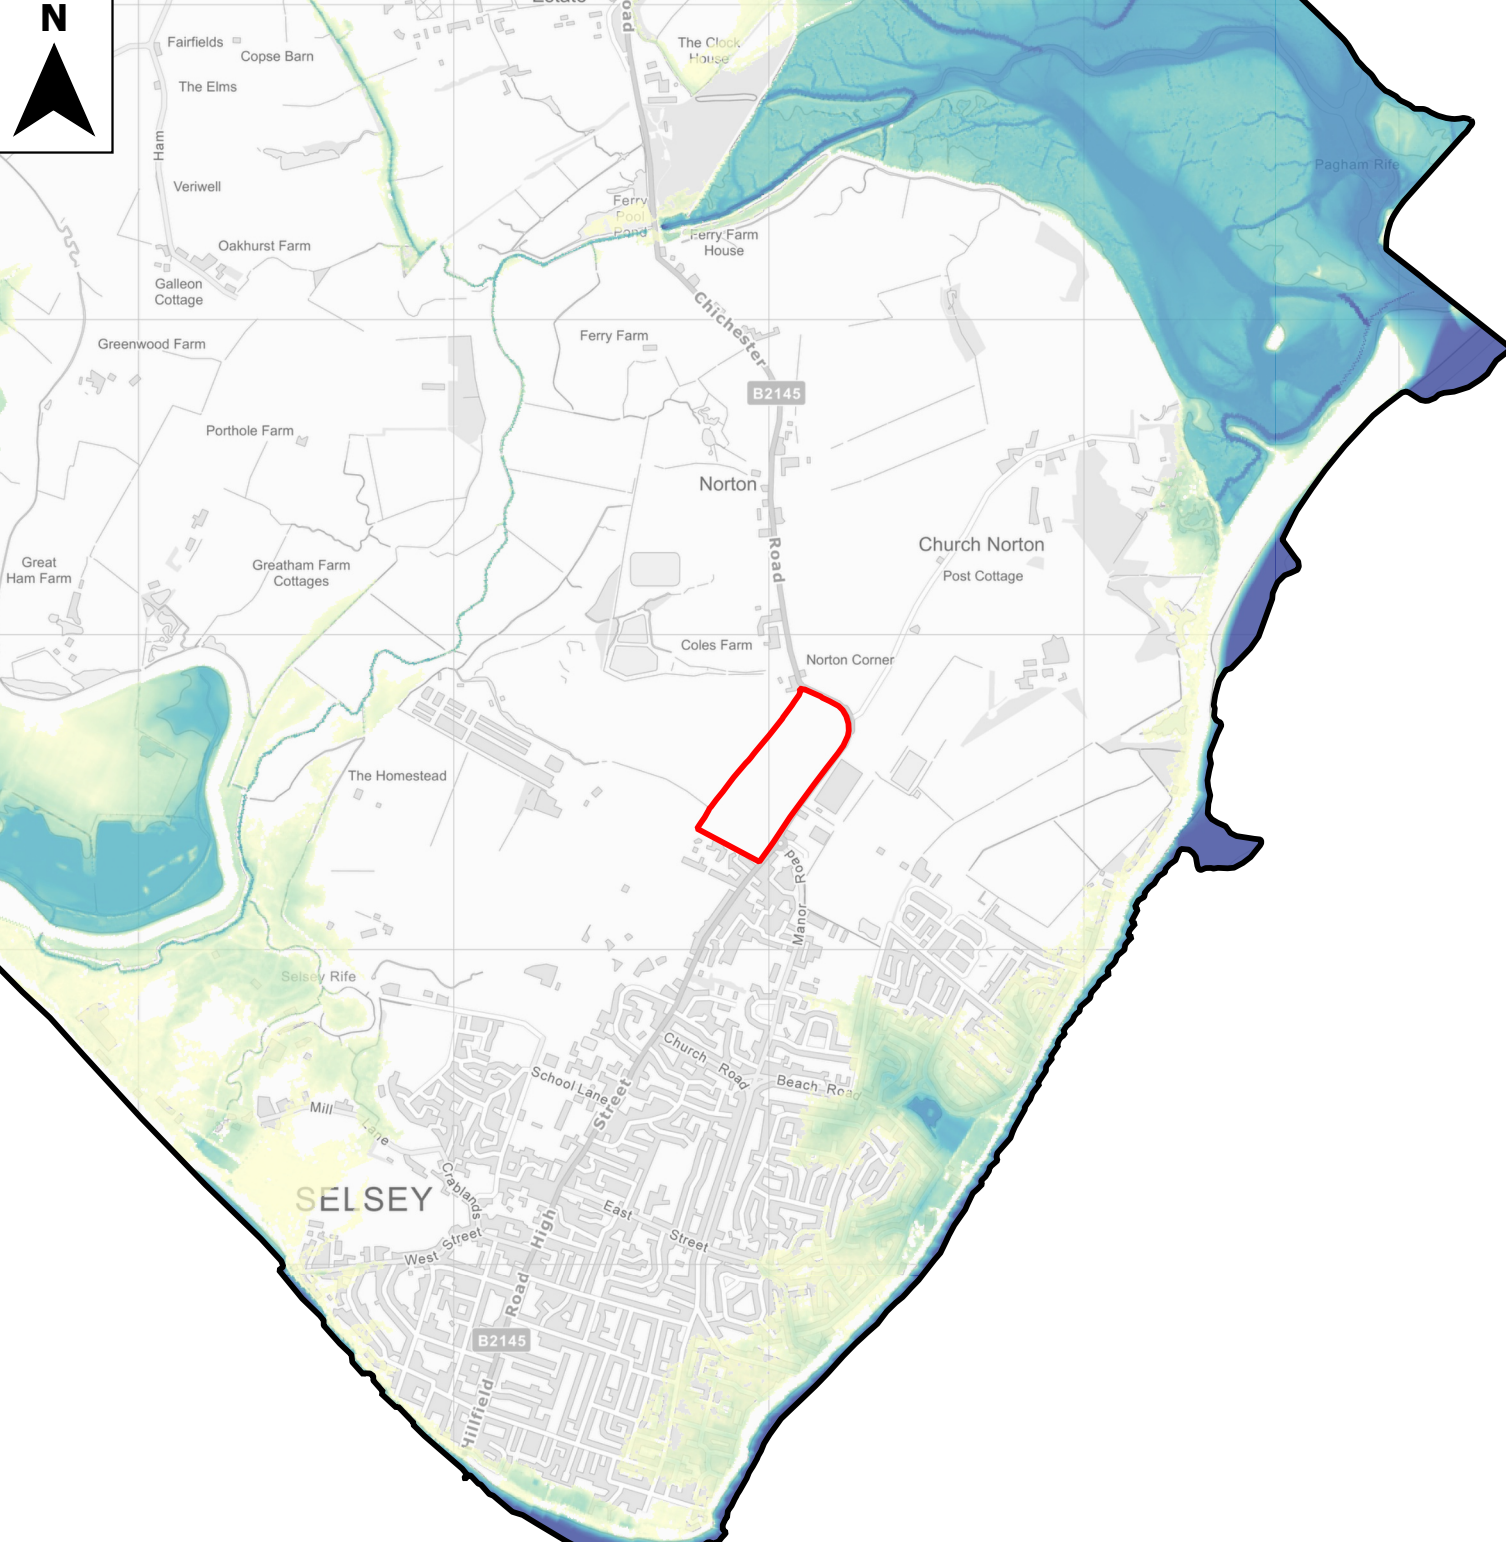 N
Estate
Road
Fairfields
Copse Barn
The Clock
House
The Elms
Ham
Pagham Rife
Veriwell
Ferry
Pool
Pond
Ferry Farm
House
Oakhurst Farm
Galleon
Cottage
Chichester
Ferry Farm
Greenwood Farm
B2145
Porthole Farm
Norton
Church Norton
Road
Great
Ham Farm
Greatham Farm
Cottages
Post Cottage
Coles Farm
Norton Corner
The Homestead
Manor Road
Selsey Rife
Church Road
School Lane
Beach Road
Mill Lane
Street
Crablands
SELSEY
East Street
High
West Street
Road
B2145
Hillfield